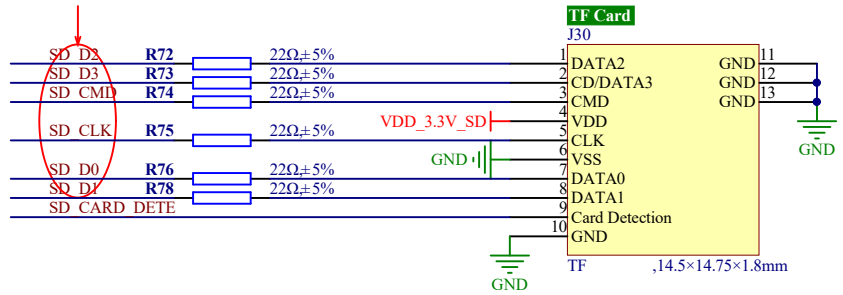 TF Card
J30
SD_D2 R72 22Ω,±5% 1 DATA2 GND 11
SD_D3 R73 22Ω,±5% 2 CD/DATA3 GND 12
SD_CMD R74 22Ω,±5% 3 CMD GND 13
VDD_3.3V_SD 4 VDD
SD_CLK R75 22Ω,±5% 5 CLK
GND 6 VSS GND
SD_D0 R76 22Ω,±5% 7 DATA0
SD_D1 R78 22Ω,±5% 8 DATA1
SD_CARD_DETE 9 Card Detection
10 GND
TF ,14.5×14.75×1.8mm
GND